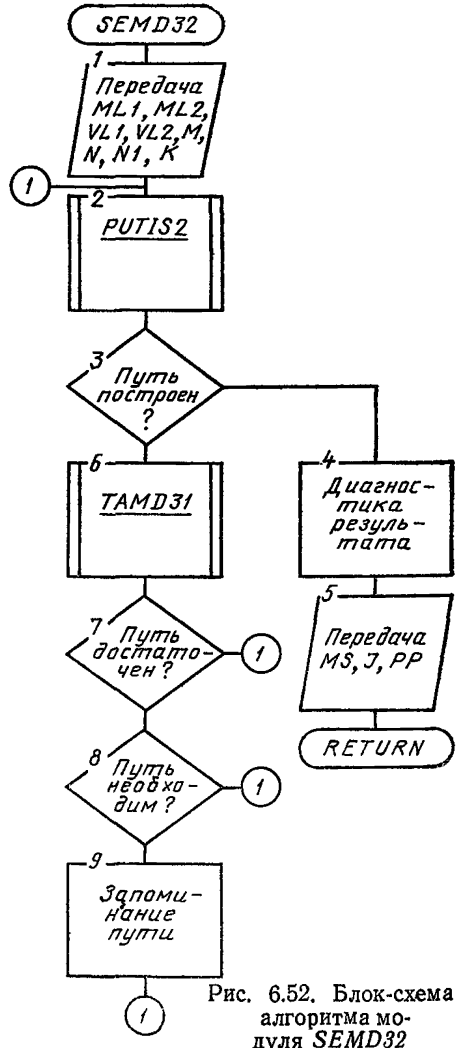 SEMD32
1
Передача
ML1, ML2,
VL1, VL2, M,
N, N1, K
1
2
PUTIS2
3
Путь
построен
?
6
TAMD31
4
Диагнос-
тика
резуль-
тата
5
Передача
MS, J, PP
RETURN
7
Путь
достато-
чен?
1
8
Путь
необхо-
дим?
1
9
Запоми-
нание
пути
1
Рис. 6.52. Блок-схема
алгоритма мо-
дуля SEMD32